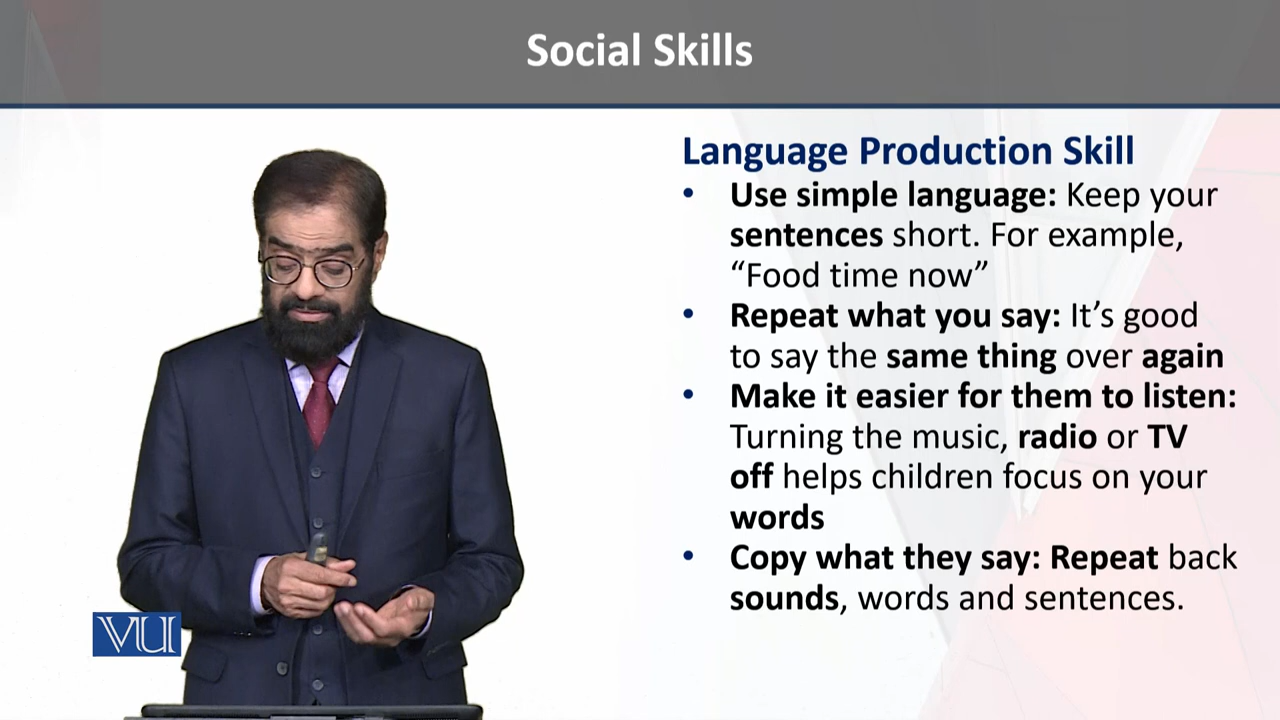 Social Skills
Language Production Skill
• Use simple language: Keep your
sentences short. For example,
“Food time now”
• Repeat what you say: It’s good
to say the same thing over again
• Make it easier for them to listen:
Turning the music, radio or TV
off helps children focus on your
words
• Copy what they say: Repeat back
sounds, words and sentences.
VU